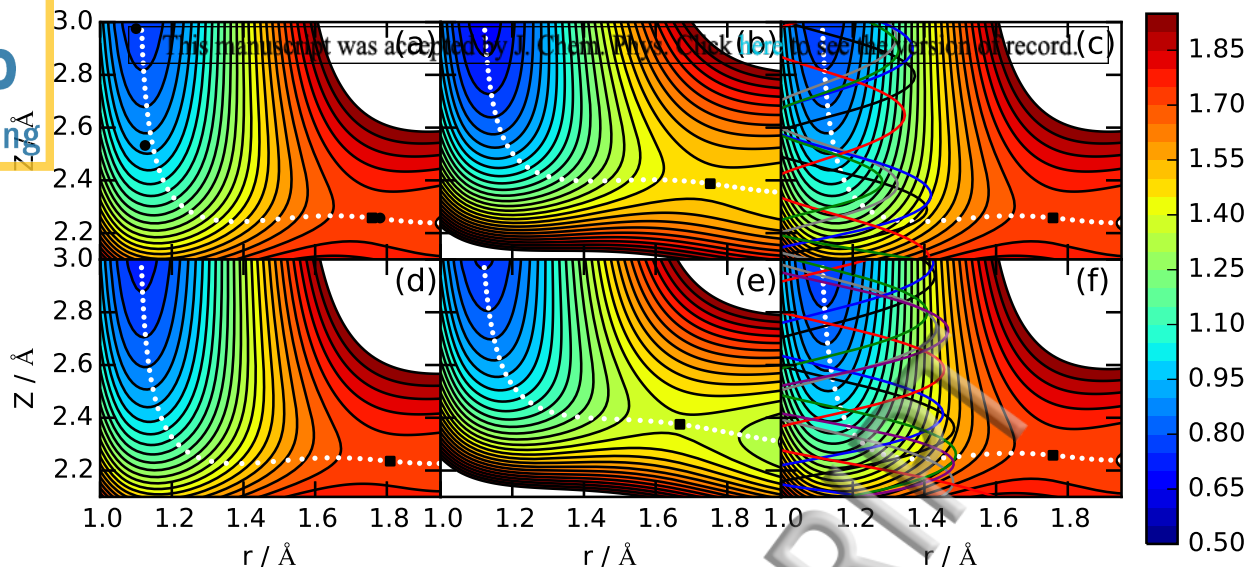 This manuscript was accepted by J. Chem. Phys. Click here to see the version of record.
(a) (b) (c)
3.0
2.8
2.6
2.4
2.2
z / Å
ng
3.0
2.8
2.6
2.4
2.2
z / Å
(d) (e) (f)
1.0 1.2 1.4 1.6 1.8 1.0 1.2 1.4 1.6 1.8 1.0 1.2 1.4 1.6 1.8
r / Å r / Å r / Å
1.85
1.70
1.55
1.40
1.25
1.10
0.95
0.80
0.65
0.50